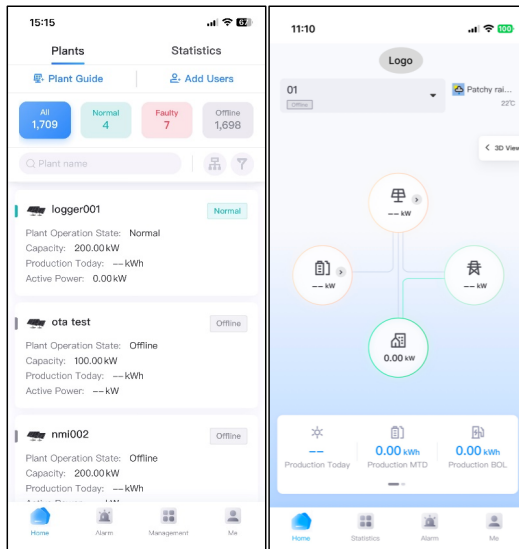 15:15
67
Plants
Statistics
Plant Guide
Add Users
All
1,709
Normal
4
Faulty
7
Offline
1,698
Plant name
logger001
Normal
Plant Operation State: Normal
Capacity: 200.00 kW
Production Today: -- kWh
Active Power: 0.00 kW
ota test
Offline
Plant Operation State: Offline
Capacity: 100.00 kW
Production Today: -- kWh
Active Power: -- kW
nmi002
Offline
Plant Operation State: Offline
Capacity: 200.00 kW
Production Today: -- kWh
Active Power: -- kW
Home
Alarm
Management
Me
11:10
100
Logo
01
Offline
Patchy rai...
22℃
< 3D View
-- kW
-- kW
-- kW
0.00 kW
--
Production Today
0.00 kWh
Production MTD
0.00 kWh
Production BOL
Home
Statistics
Alarm
Me